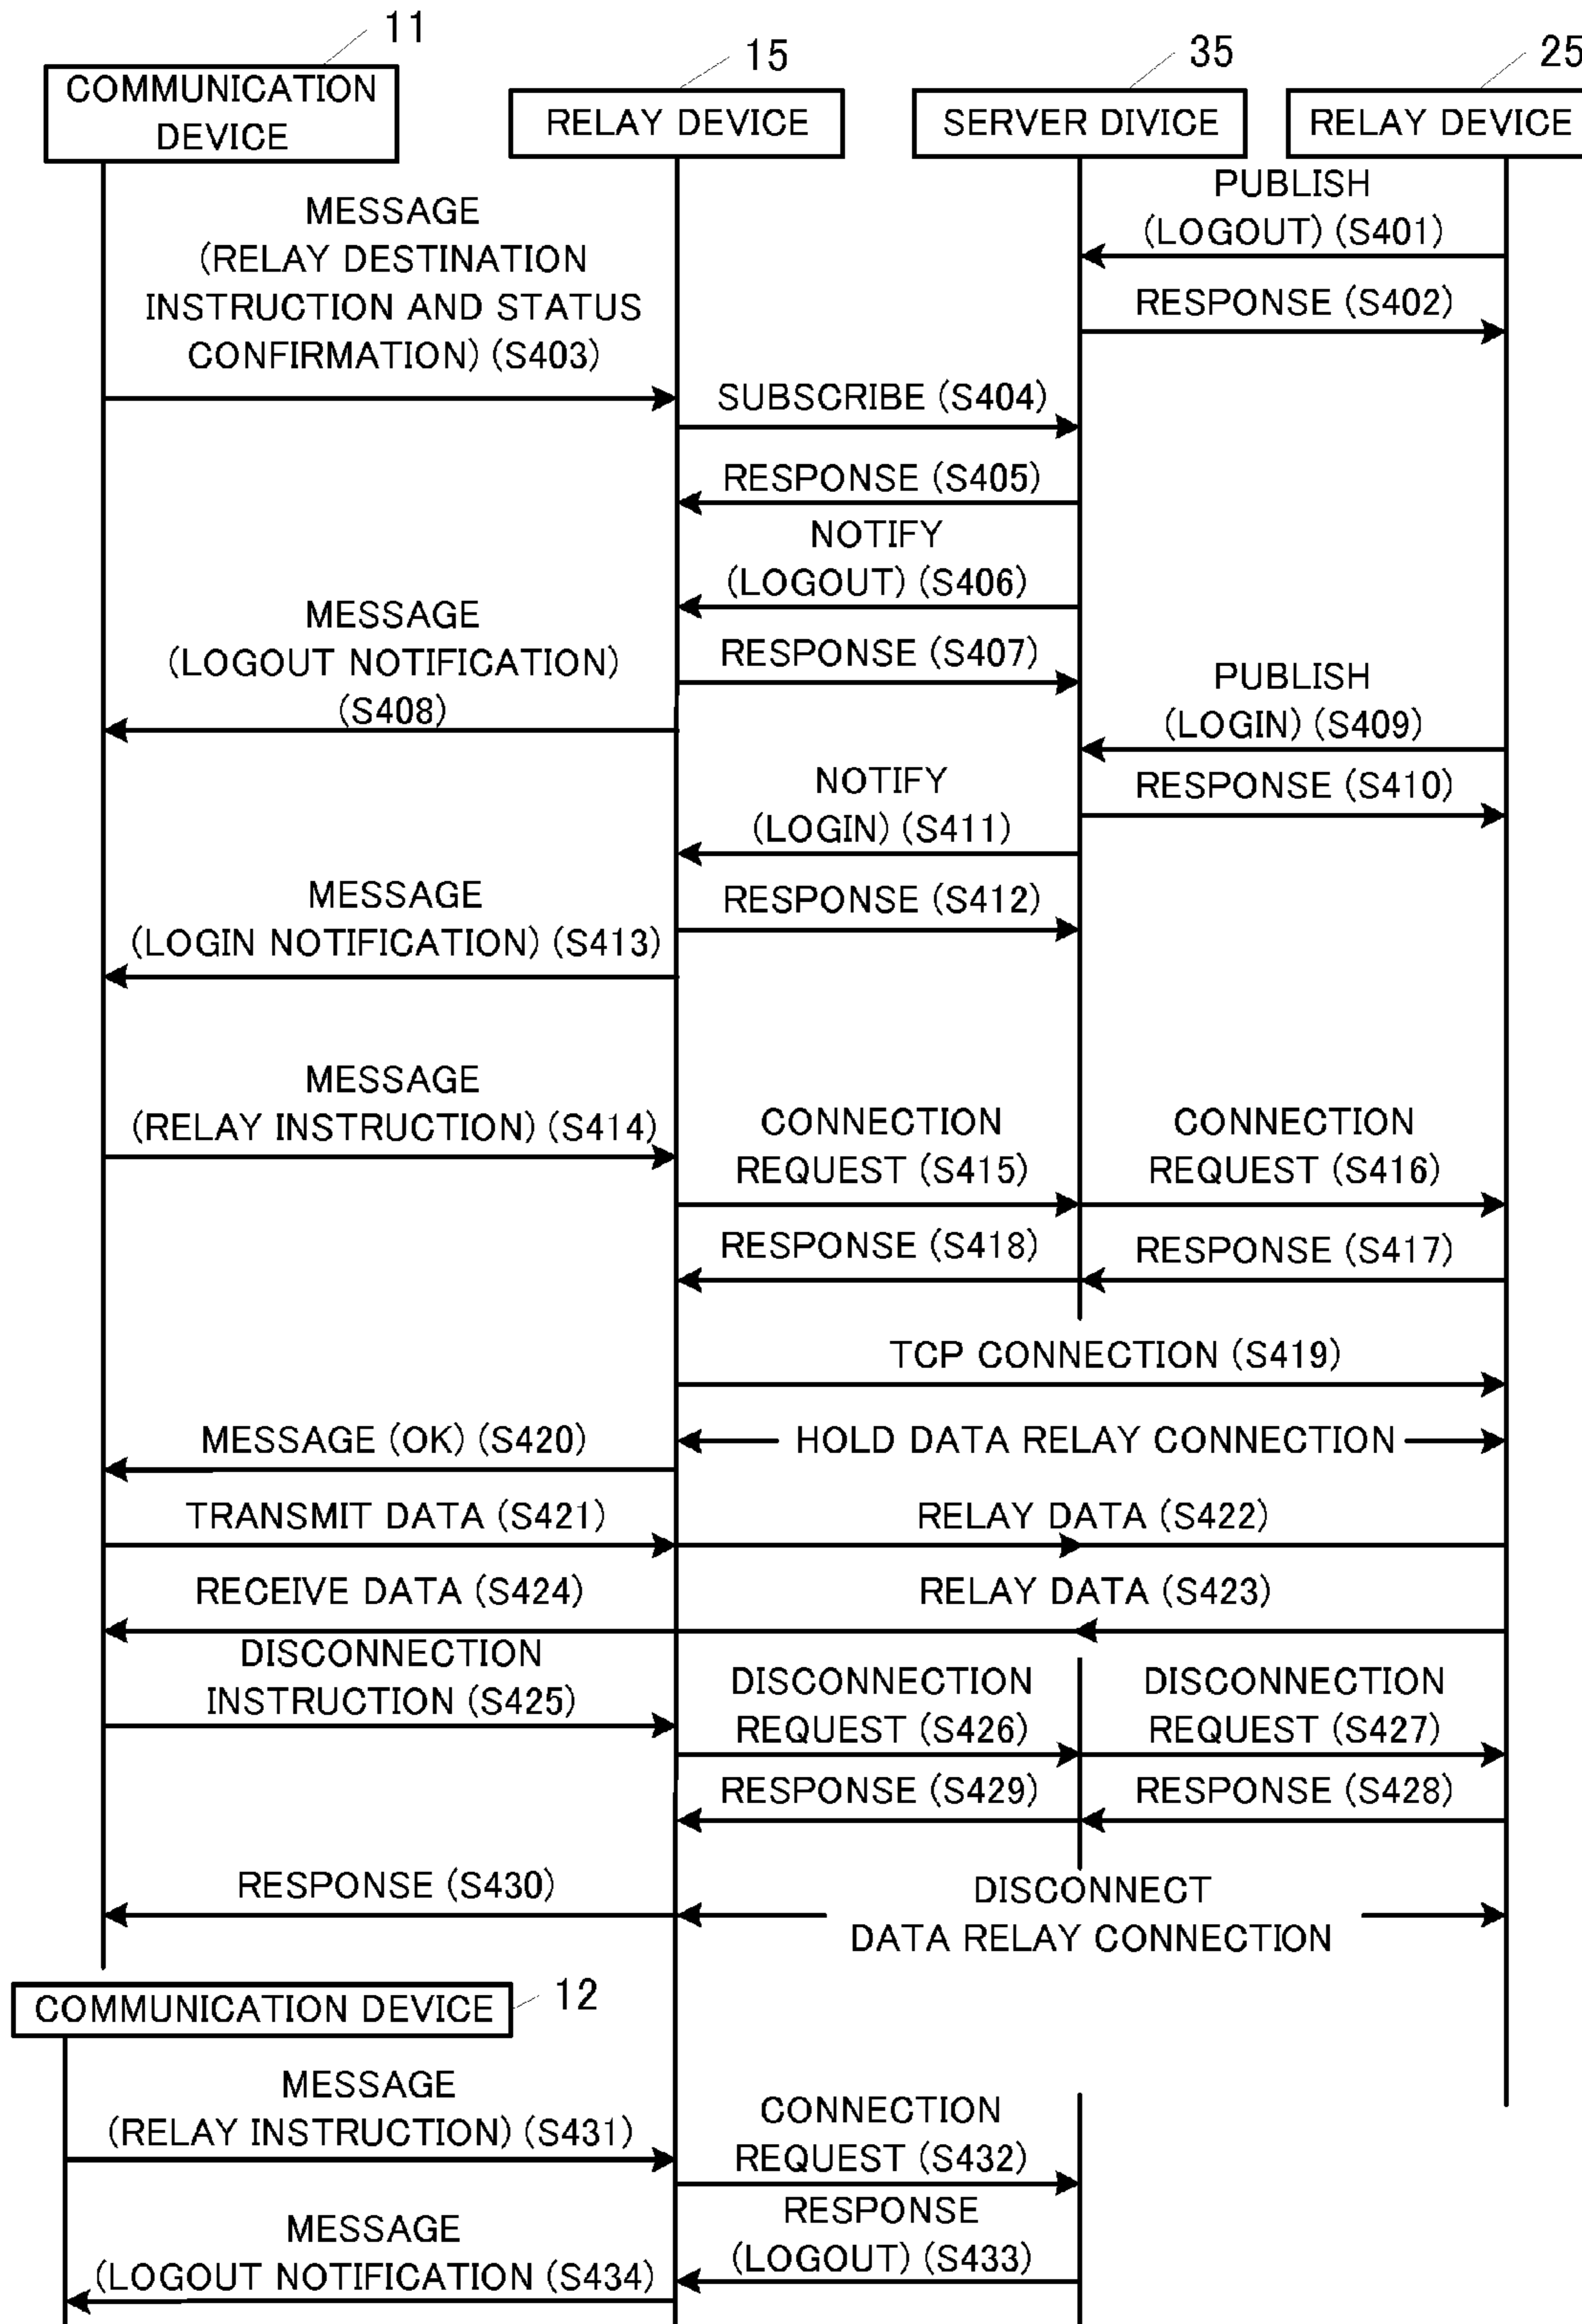 11
15
35
25
COMMUNICATION
DEVICE
RELAY DEVICE
SERVER DIVICE
RELAY DEVICE
PUBLISH
(LOGOUT) (S401)
RESPONSE (S402)
MESSAGE
(RELAY DESTINATION
INSTRUCTION AND STATUS
CONFIRMATION) (S403)
SUBSCRIBE (S404)
RESPONSE (S405)
NOTIFY
(LOGOUT) (S406)
RESPONSE (S407)
MESSAGE
(LOGOUT NOTIFICATION)
(S408)
PUBLISH
(LOGIN) (S409)
RESPONSE (S410)
NOTIFY
(LOGIN) (S411)
RESPONSE (S412)
MESSAGE
(LOGIN NOTIFICATION) (S413)
MESSAGE
(RELAY INSTRUCTION) (S414)
CONNECTION
REQUEST (S415)
CONNECTION
REQUEST (S416)
RESPONSE (S418)
RESPONSE (S417)
TCP CONNECTION (S419)
MESSAGE (OK) (S420)
HOLD DATA RELAY CONNECTION
TRANSMIT DATA (S421)
RELAY DATA (S422)
RECEIVE DATA (S424)
RELAY DATA (S423)
DISCONNECTION
INSTRUCTION (S425)
DISCONNECTION
REQUEST (S426)
DISCONNECTION
REQUEST (S427)
RESPONSE (S429)
RESPONSE (S428)
RESPONSE (S430)
DISCONNECT
DATA RELAY CONNECTION
COMMUNICATION DEVICE
12
MESSAGE
(RELAY INSTRUCTION) (S431)
CONNECTION
REQUEST (S432)
RESPONSE
(LOGOUT) (S433)
MESSAGE
(LOGOUT NOTIFICATION (S434)